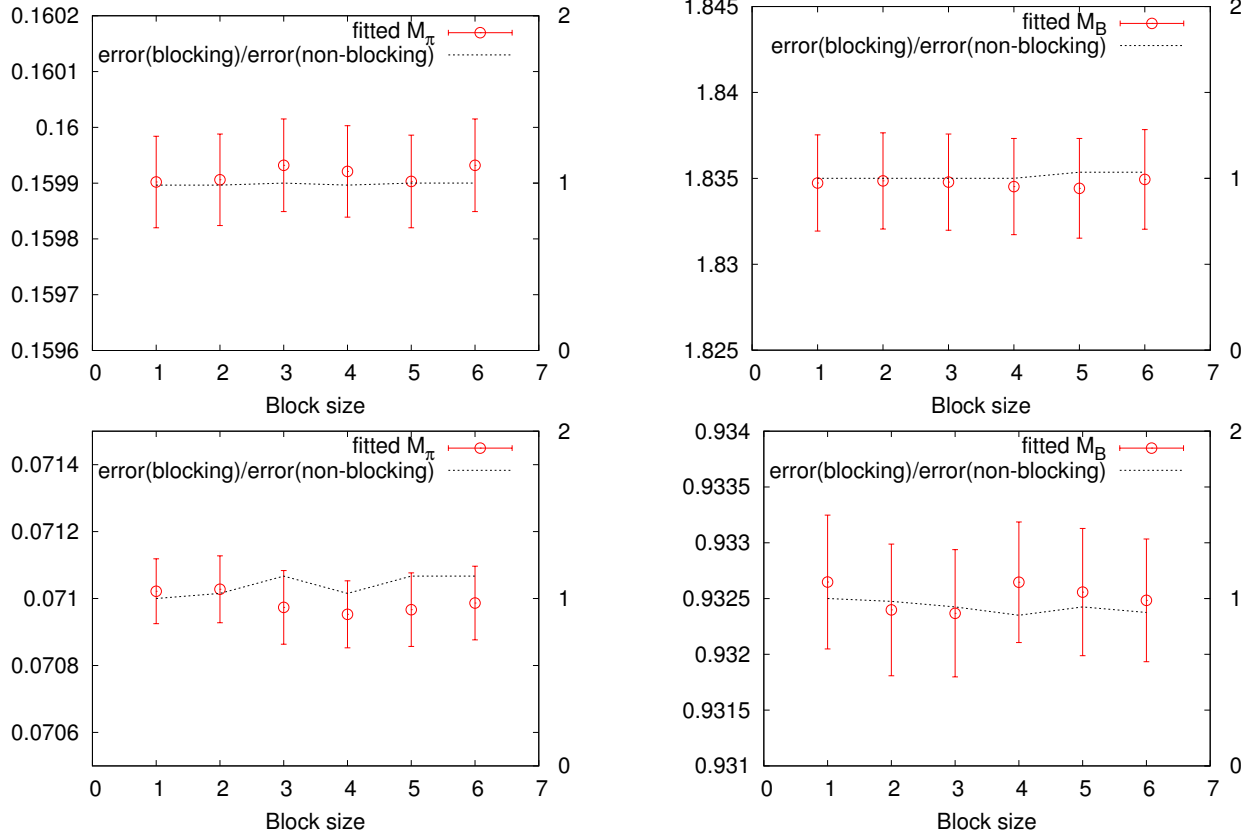 0.1602
0.1601
0.16
0.1599
0.1598
0.1597
0.1596
2
1
0
0 1 2 3 4 5 6 7
Block size
fitted M_π
error(blocking)/error(non-blocking)
1.845
1.84
1.835
1.83
1.825
2
1
0
0 1 2 3 4 5 6 7
Block size
fitted M_B
error(blocking)/error(non-blocking)
0.0714
0.0712
0.071
0.0708
0.0706
2
1
0
0 1 2 3 4 5 6 7
Block size
fitted M_π
error(blocking)/error(non-blocking)
0.934
0.9335
0.933
0.9325
0.932
0.9315
0.931
2
1
0
0 1 2 3 4 5 6 7
Block size
fitted M_B
error(blocking)/error(non-blocking)